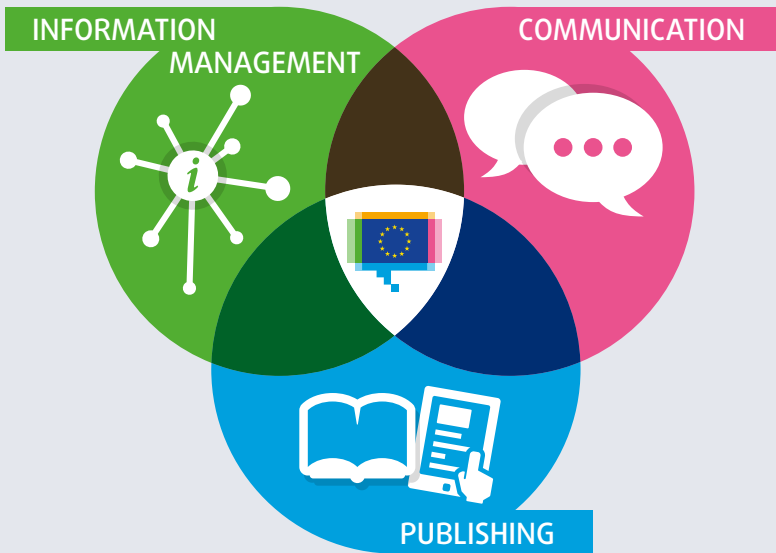 INFORMATION
MANAGEMENT
COMMUNICATION
i
PUBLISHING